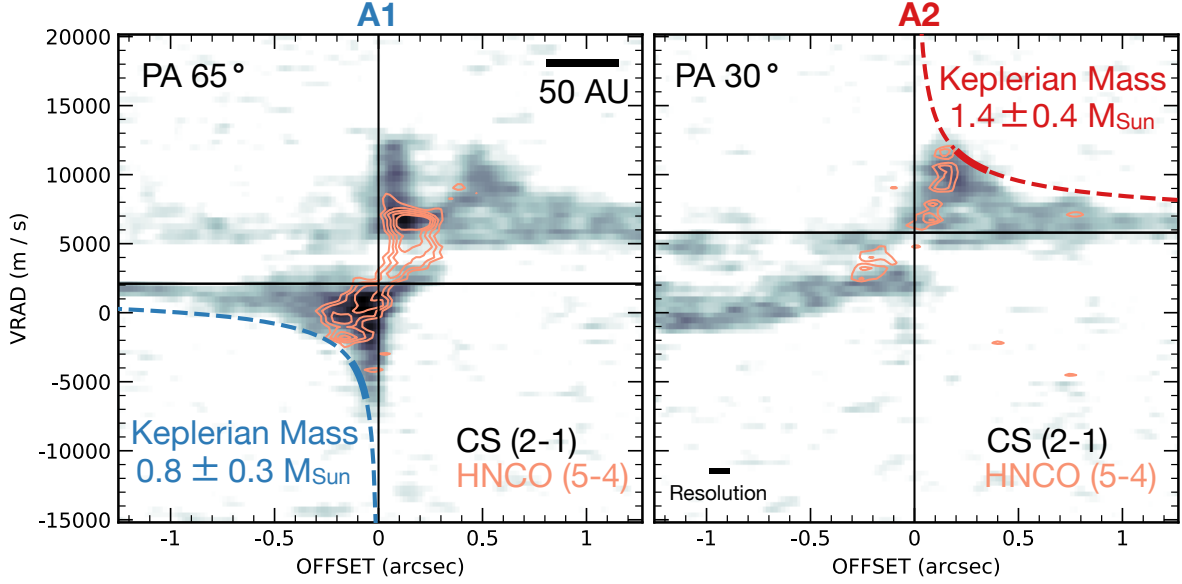 A1
A2
20000
15000
10000
5000
0
-5000
-10000
-15000
VRAD (m / s)
PA 65°
50 AU
Keplerian Mass
0.8 ± 0.3 MSun
CS (2-1)
HNCO (5-4)
-1
-0.5
0
0.5
1
OFFSET (arcsec)
PA 30°
Keplerian Mass
1.4 ± 0.4 MSun
CS (2-1)
HNCO (5-4)
Resolution
-1
-0.5
0
0.5
1
OFFSET (arcsec)